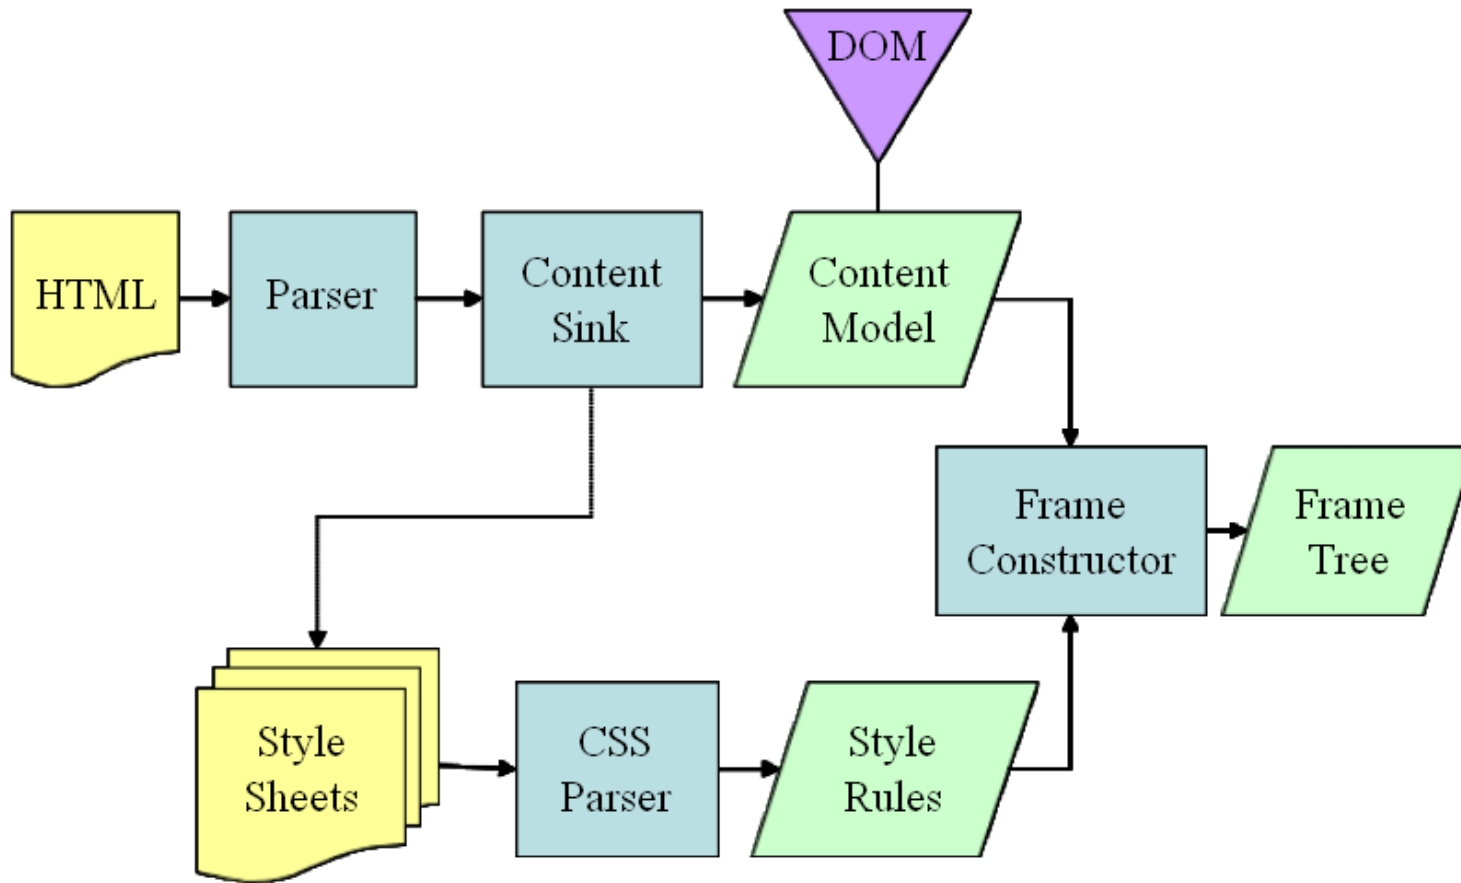 DOM
HTML
Parser
Content
Sink
Content
Model
Frame
Constructor
Frame
Tree
Style
Sheets
CSS
Parser
Style
Rules